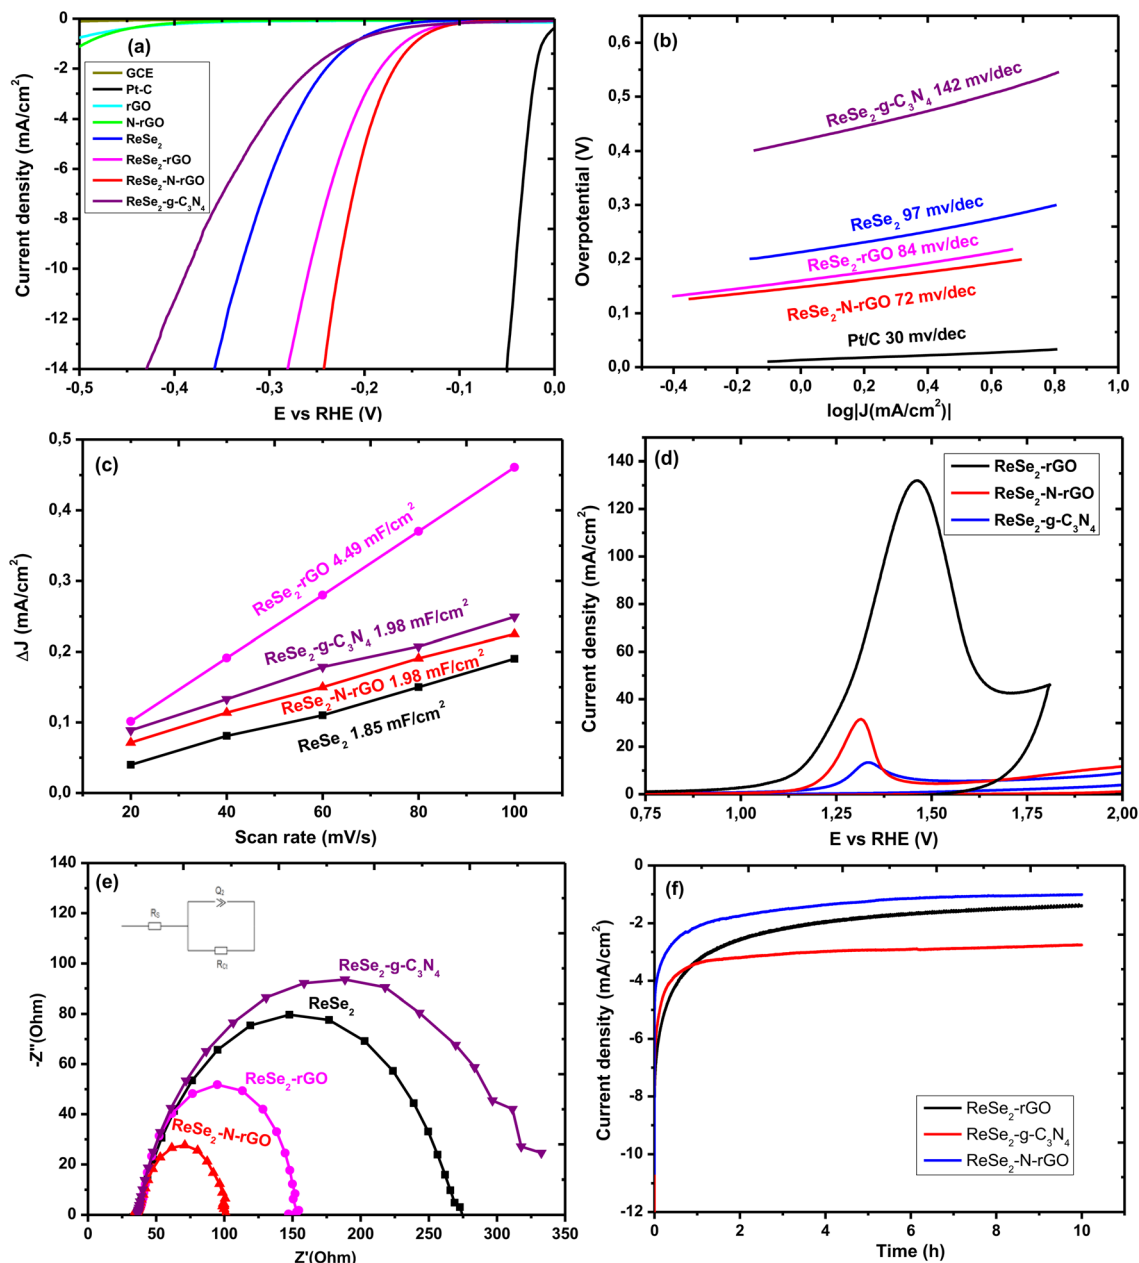 (a)
0
-2
-4
-6
-8
-10
-12
-14
Current density (mA/cm²)
GCE
Pt-C
rGO
N-rGO
ReSe₂
ReSe₂-rGO
ReSe₂-N-rGO
ReSe₂-g-C₃N₄
-0,5
-0,4
-0,3
-0,2
-0,1
0,0
E vs RHE (V)
(b)
0,6
0,5
0,4
0,3
0,2
0,1
0,0
Overpotential (V)
ReSe₂-g-C₃N₄ 142 mv/dec
ReSe₂ 97 mv/dec
ReSe₂-rGO 84 mv/dec
ReSe₂-N-rGO 72 mv/dec
Pt/C 30 mv/dec
-0,4
-0,2
0,0
0,2
0,4
0,6
0,8
1,0
log|J(mA/cm²)|
(c)
0,5
0,4
0,3
0,2
0,1
0,0
ΔJ (mA/cm²)
ReSe₂-rGO 4.49 mF/cm²
ReSe₂-g-C₃N₄ 1.98 mF/cm²
ReSe₂-N-rGO 1.98 mF/cm²
ReSe₂ 1.85 mF/cm²
20
40
60
80
100
Scan rate (mV/s)
(d)
140
120
100
80
60
40
20
0
Current density (mA/cm²)
ReSe₂-rGO
ReSe₂-N-rGO
ReSe₂-g-C₃N₄
0,75
1,00
1,25
1,50
1,75
2,00
E vs RHE (V)
(e)
140
120
100
80
60
40
20
0
-Z"(Ohm)
Q₂
ReSe₂-g-C₃N₄
ReSe₂
ReSe₂-rGO
ReSe₂-N-rGO
0
50
100
150
200
250
300
350
Z'(Ohm)
(f)
0
-2
-4
-6
-8
-10
-12
Current density (mA/cm²)
ReSe₂-rGO
ReSe₂-g-C₃N₄
ReSe₂-N-rGO
0
2
4
6
8
10
Time (h)